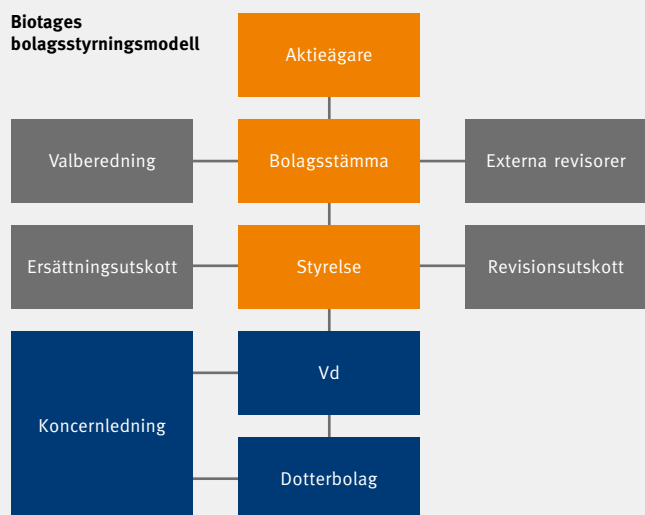 Biotages
bolagsstyrningsmodell
Aktieägare
Valberedning
Bolagsstämma
Externa revisorer
Ersättningsutskott
Styrelse
Revisionsutskott
Koncernledning
Vd
Dotterbolag